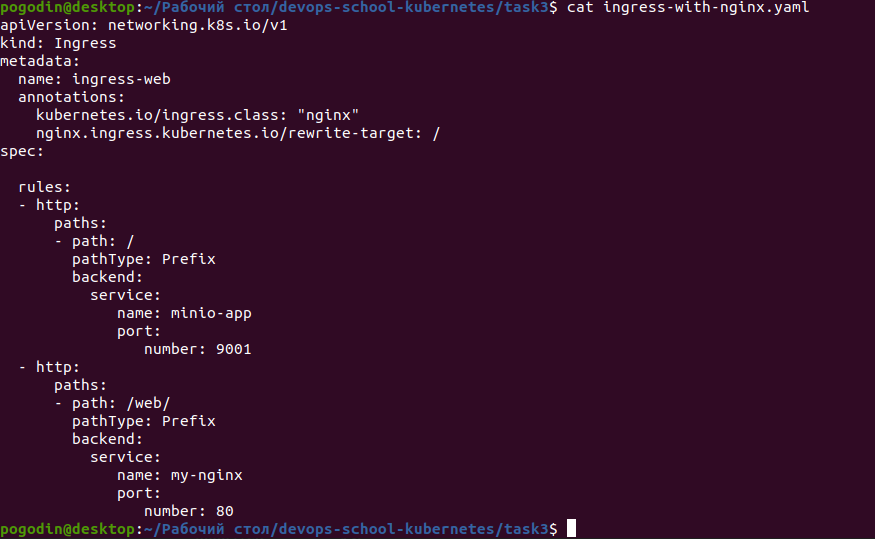 pogodin@desktop:~/Рабочий стол/devops-school-kubernetes/task3$ cat ingress-with-nginx.yaml
apiVersion: networking.k8s.io/v1
kind: Ingress
metadata:
  name: ingress-web
  annotations:
    kubernetes.io/ingress.class: "nginx"
    nginx.ingress.kubernetes.io/rewrite-target: /
spec:

  rules:
  - http:
      paths:
      - path: /
        pathType: Prefix
        backend:
          service:
             name: minio-app
             port:
                number: 9001
  - http:
      paths:
      - path: /web/
        pathType: Prefix
        backend:
          service:
             name: my-nginx
             port:
                number: 80
pogodin@desktop:~/Рабочий стол/devops-school-kubernetes/task3$